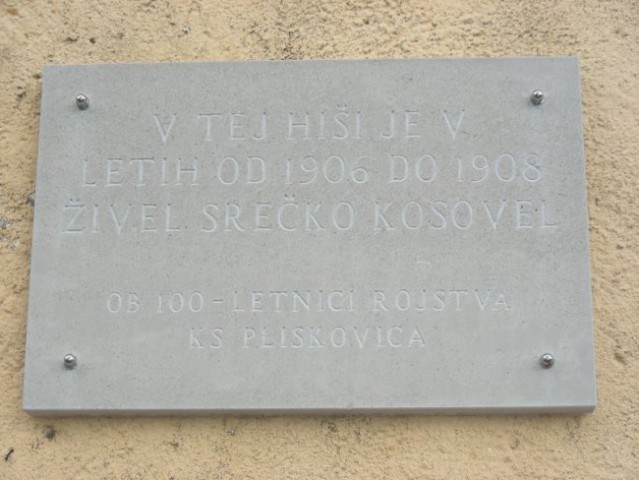 V TEJ HIŠI JE V
LETIH OD 1906 DO 1908
ŽIVEL SREČKO KOSOVEL
OB 100-LETNICI ROJSTVA
KS PLISKOVICA